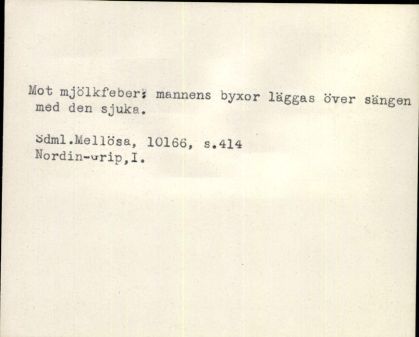 Mot mjölkfeber; mannens byxor läggas över sängen
med den sjuka.
Sdml.Mellösa, 10166, s.414
Nordin-Grip,I.